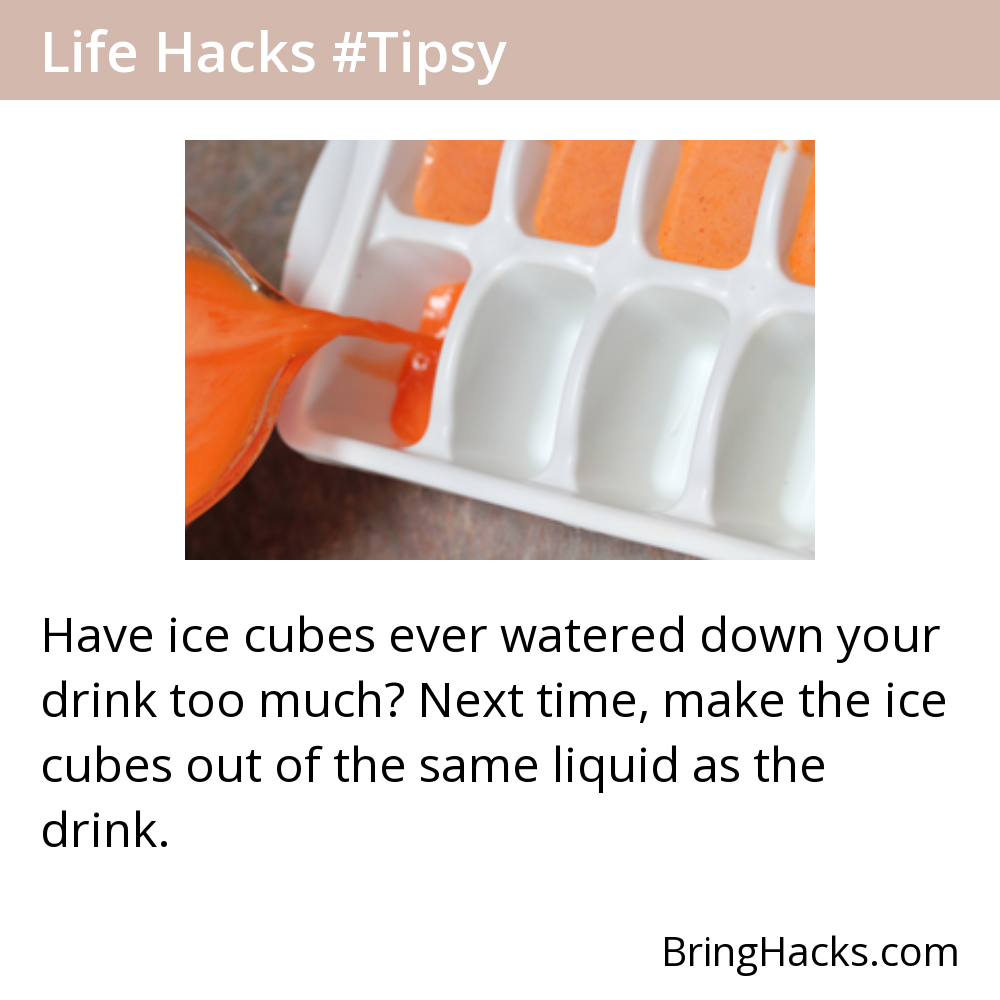 Life Hacks #Tipsy
Have ice cubes ever watered down your
drink too much? Next time, make the ice
cubes out of the same liquid as the
drink.
BringHacks.com